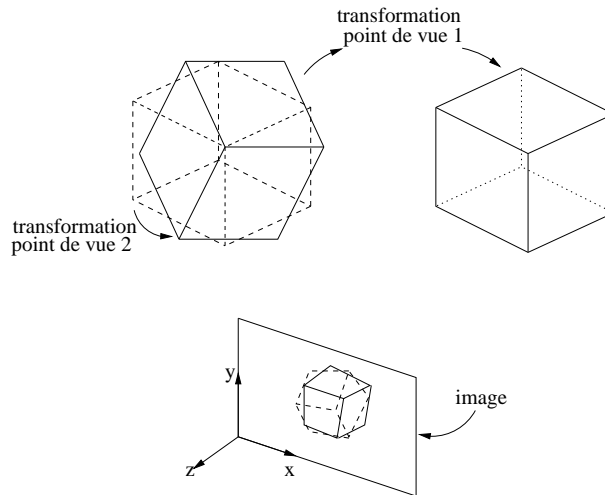 transformation
point de vue 1
transformation
point de vue 2
y
image
z
x